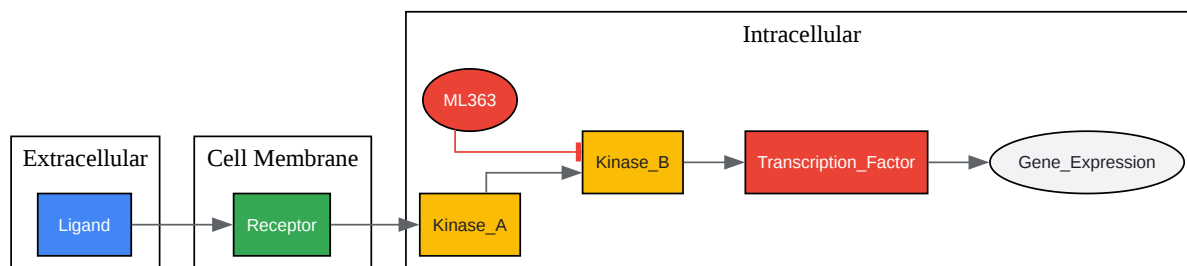 Intracellular
ML363
Extracellular
Cell Membrane
Kinase_B
Transcription_Factor
Gene_Expression
Ligand
Receptor
Kinase_A